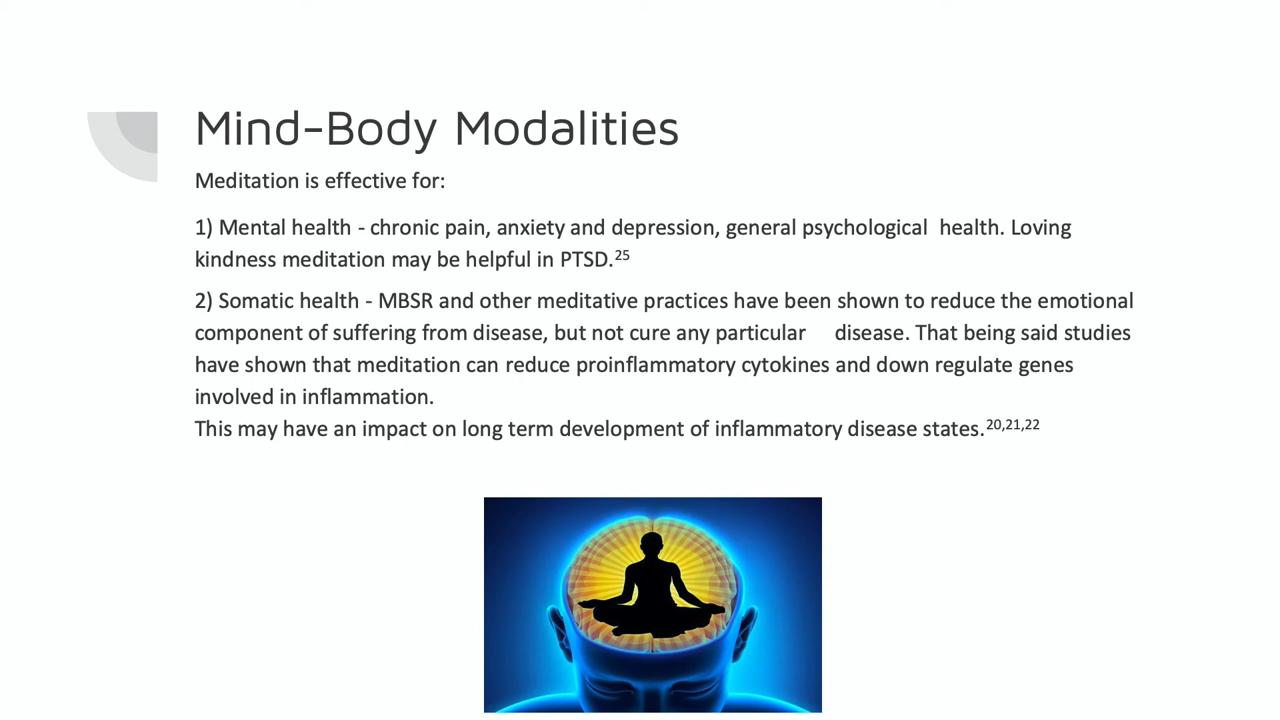 Mind-Body Modalities
Meditation is effective for:
1) Mental health - chronic pain, anxiety and depression, general psychological  health. Loving
kindness meditation may be helpful in PTSD.25
2) Somatic health - MBSR and other meditative practices have been shown to reduce the emotional
component of suffering from disease, but not cure any particular    disease. That being said studies
have shown that meditation can reduce proinflammatory cytokines and down regulate genes
involved in inflammation.
This may have an impact on long term development of inflammatory disease states.20,21,22